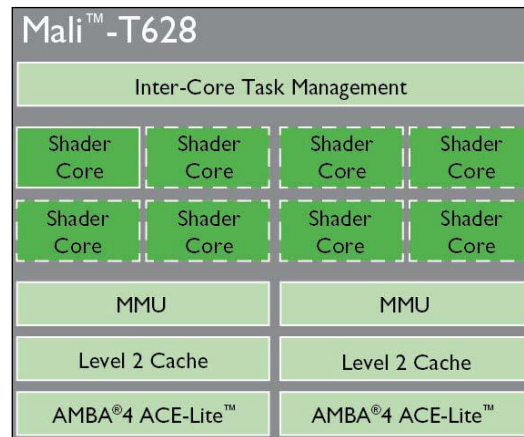 Mali™-T628
Inter-Core Task Management
Shader Core Shader Core Shader Core Shader Core
Shader Core Shader Core Shader Core Shader Core
MMU MMU
Level 2 Cache Level 2 Cache
AMBA®4 ACE-Lite™ AMBA®4 ACE-Lite™